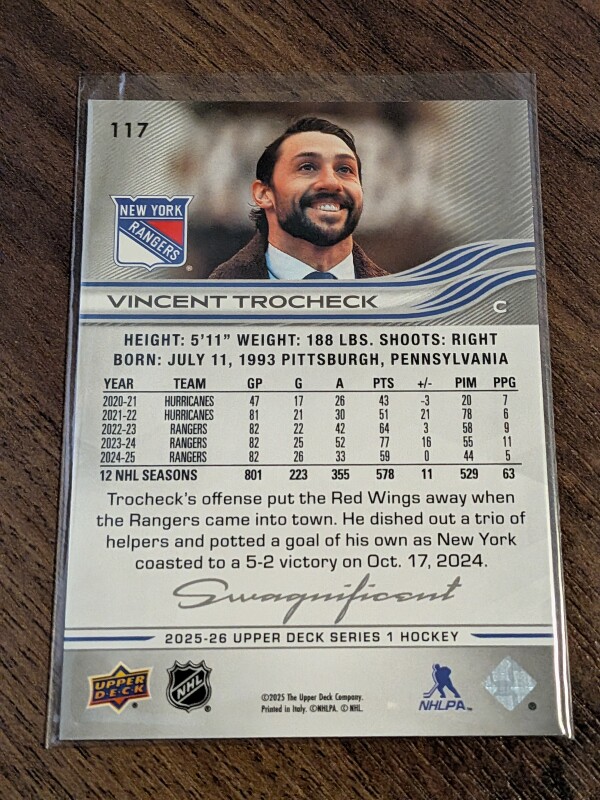 117
NEW YORK
RANGERS
VINCENT TROCHECK
C
HEIGHT: 5'11" WEIGHT: 188 LBS. SHOOTS: RIGHT
BORN: JULY 11, 1993 PITTSBURGH, PENNSYLVANIA
YEAR TEAM GP G A PTS +/- PIM PPG
2020-21 HURRICANES 47 17 26 43 -3 20 7
2021-22 HURRICANES 81 21 30 51 21 78 6
2022-23 RANGERS 82 22 42 64 3 58 9
2023-24 RANGERS 82 25 52 77 16 55 11
2024-25 RANGERS 82 26 33 59 0 44 5
12 NHL SEASONS 801 223 355 578 11 529 63
Trocheck's offense put the Red Wings away when
the Rangers came into town. He dished out a trio of
helpers and potted a goal of his own as New York
coasted to a 5-2 victory on Oct. 17, 2024.
Swagnificent
2025-26 UPPER DECK SERIES 1 HOCKEY
UPPER DECK
NHL
©2025 The Upper Deck Company.
Printed in Italy. ©NHLPA. © NHL.
NHLPA